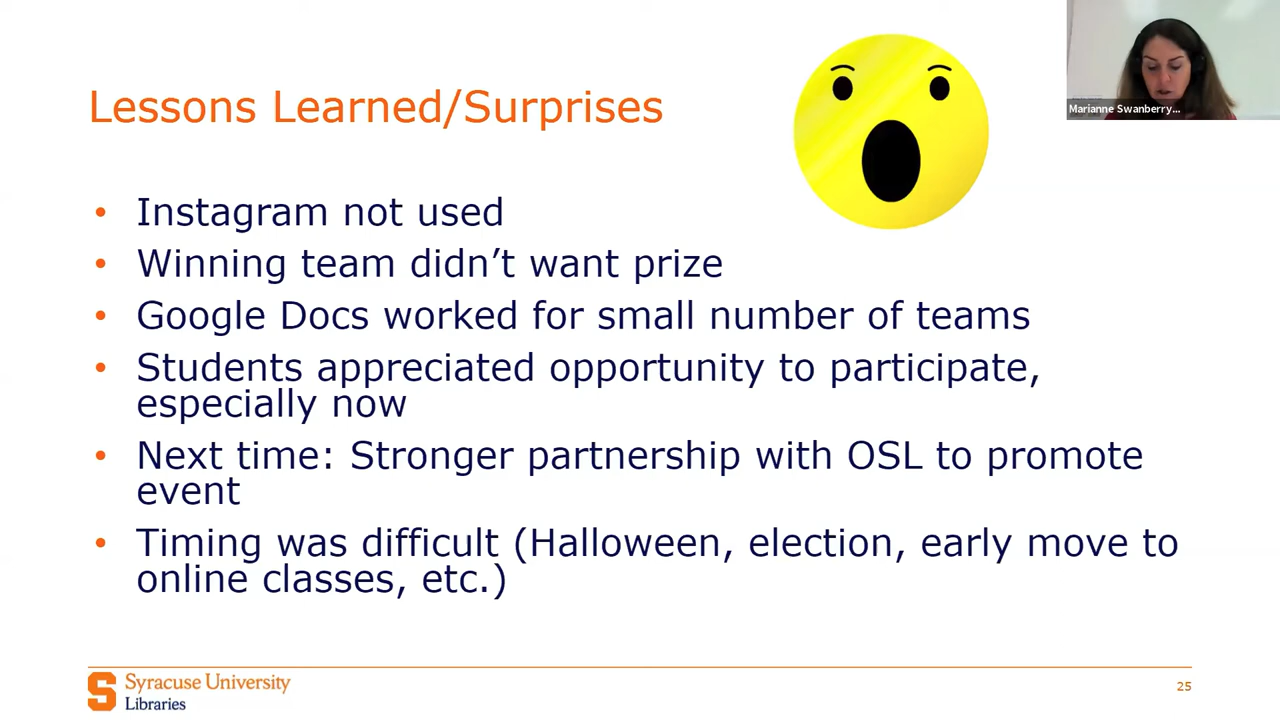 Lessons Learned/Surprises
Marianne Swanberry...
• Instagram not used
• Winning team didn’t want prize
• Google Docs worked for small number of teams
• Students appreciated opportunity to participate,
especially now
• Next time: Stronger partnership with OSL to promote
event
• Timing was difficult (Halloween, election, early move to
online classes, etc.)
S Syracuse University
Libraries
25